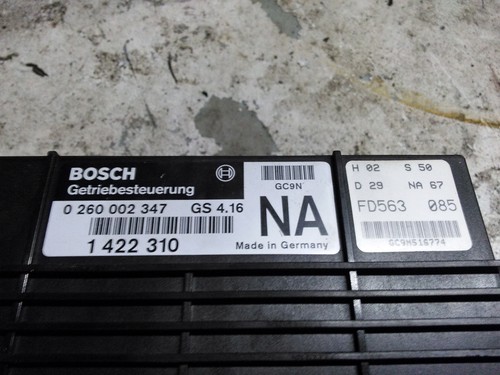 BOSCH
Getriebesteuerung
0 260 002 347 GS 4.16
1 422 310
GC9N
NA
Made in Germany
H 02 S 50
D 29 NA 67
FD563 085
GC9NS16774